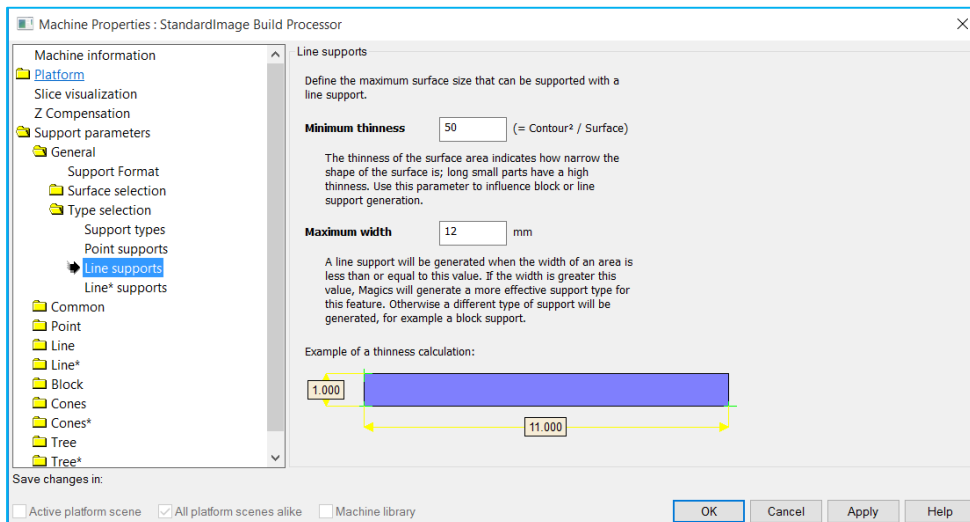 Machine Properties : StandardImage Build Processor
Machine information
Platform
Slice visualization
Z Compensation
Support parameters
General
Support Format
Surface selection
Type selection
Support types
Point supports
Line supports
Line* supports
Common
Point
Line
Line*
Block
Cones
Cones*
Tree
Tree*
Line supports
Define the maximum surface size that can be supported with a
line support.
Minimum thinness 50 (= Contour² / Surface)
The thinness of the surface area indicates how narrow the
shape of the surface is; long small parts have a high
thinness. Use this parameter to influence block or line
support generation.
Maximum width 12 mm
A line support will be generated when the width of an area is
less than or equal to this value. If the width is greater this
value, Magics will generate a more effective support type for
this feature. Otherwise a different type of support will be
generated, for example a block support.
Example of a thinness calculation:
1.000
11.000
Save changes in:
Active platform scene All platform scenes alike Machine library
OK Cancel Apply Help